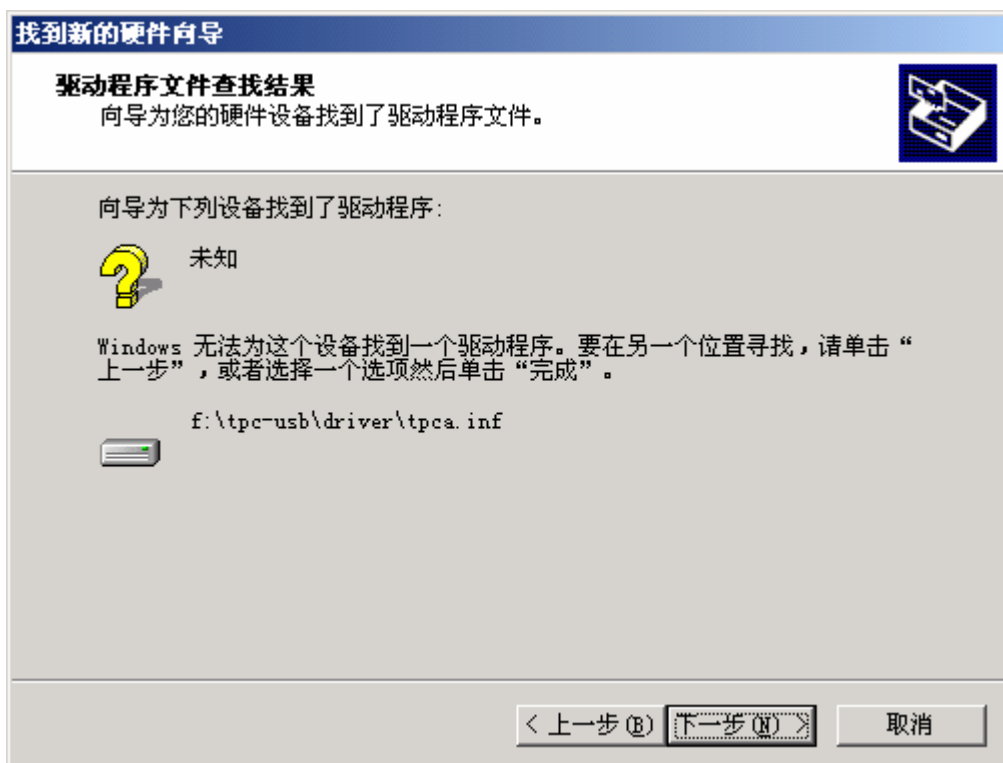 找到新的硬件向导
驱动程序文件查找结果
向导为您的硬件设备找到了驱动程序文件。
向导为下列设备找到了驱动程序:
未知
Windows 无法为这个设备找到一个驱动程序。要在另一个位置寻找，请单击“
上一步”，或者选择一个选项然后单击“完成”。
f:\tpc-usb\driver\tpca.inf
< 上一步(B) 下一步(N) > 取消